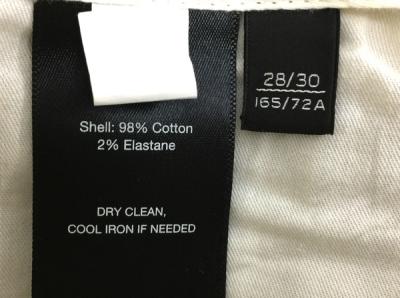 Shell: 98% Cotton
2% Elastane
DRY CLEAN,
COOL IRON IF NEEDED
28/30
165/72A